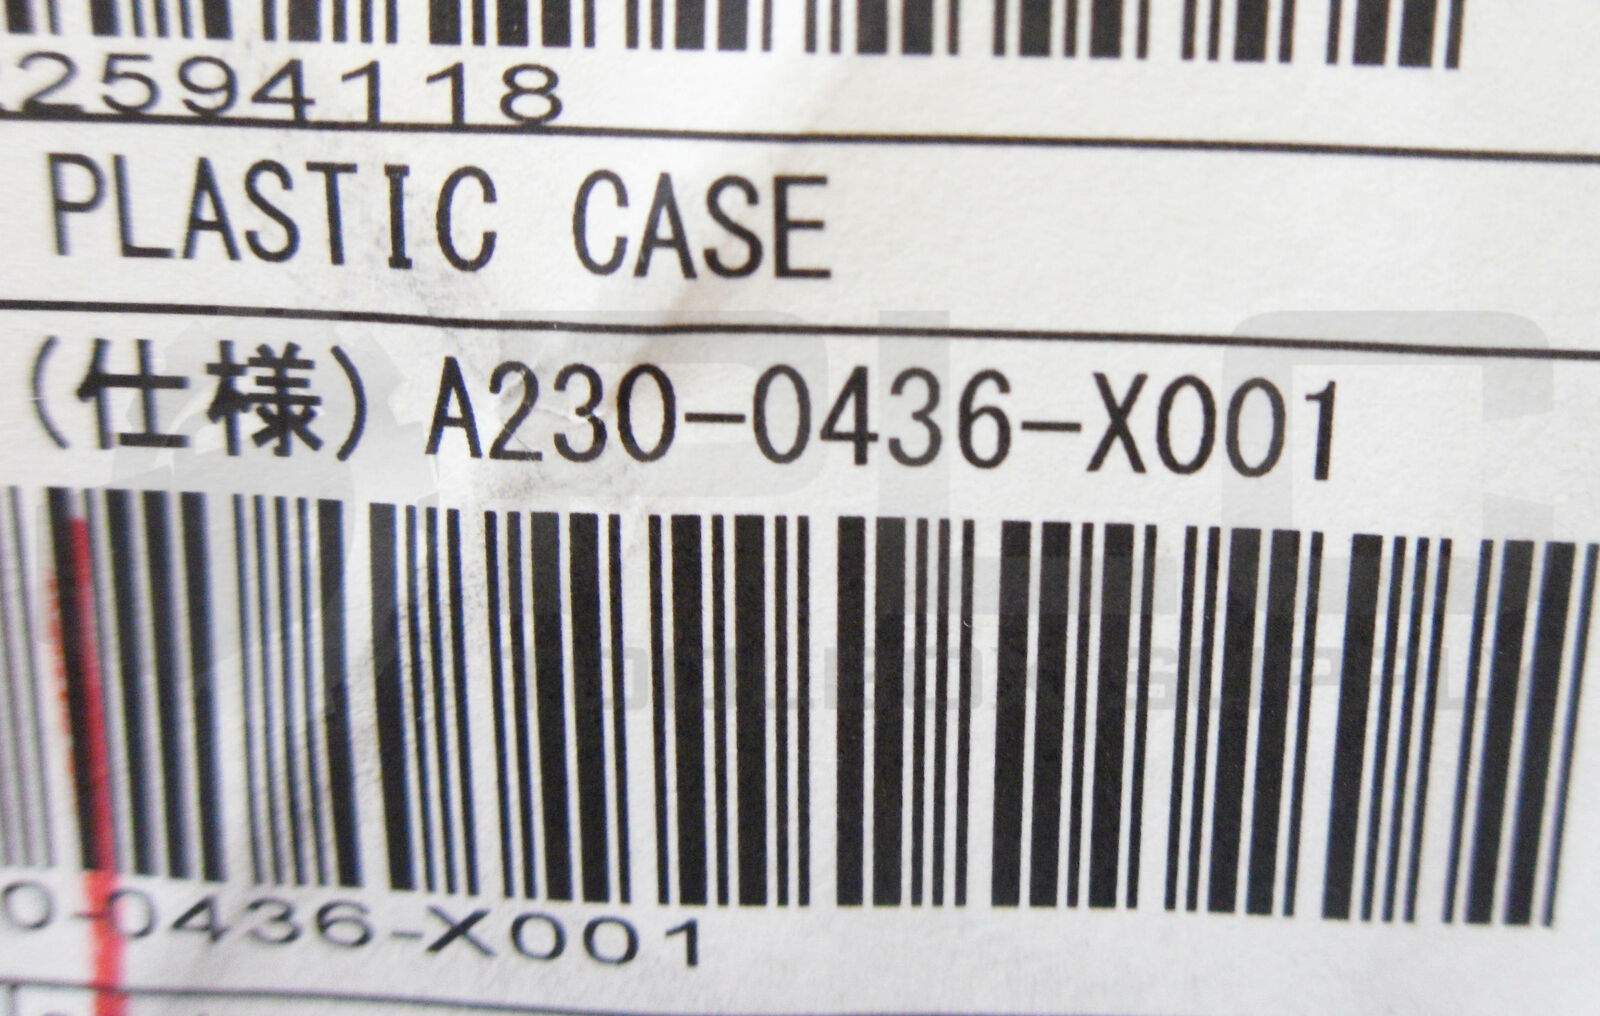 2594118
PLASTIC CASE
(仕様) A230-0436-X001
0-0436-X001